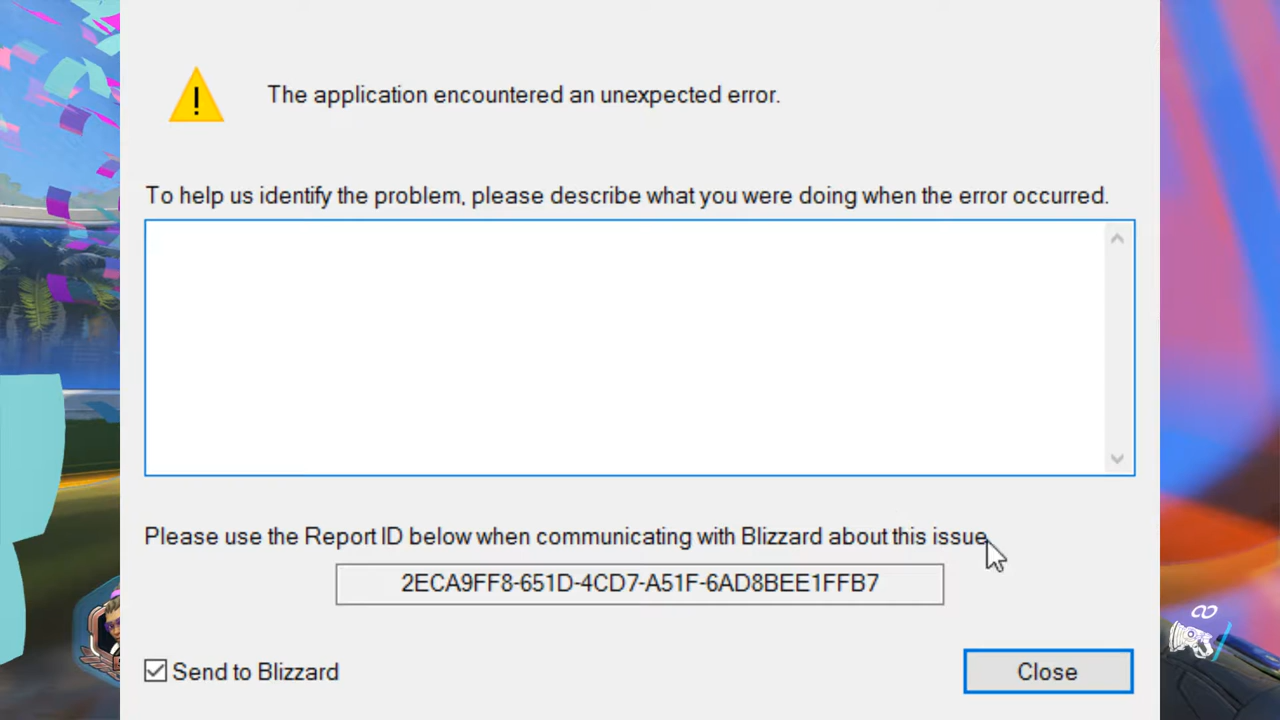 The application encountered an unexpected error.
To help us identify the problem, please describe what you were doing when the error occurred.
Please use the Report ID below when communicating with Blizzard about this issue.
2ECA9FF8-651D-4CD7-A51F-6AD8BEE1FFB7
Send to Blizzard
Close